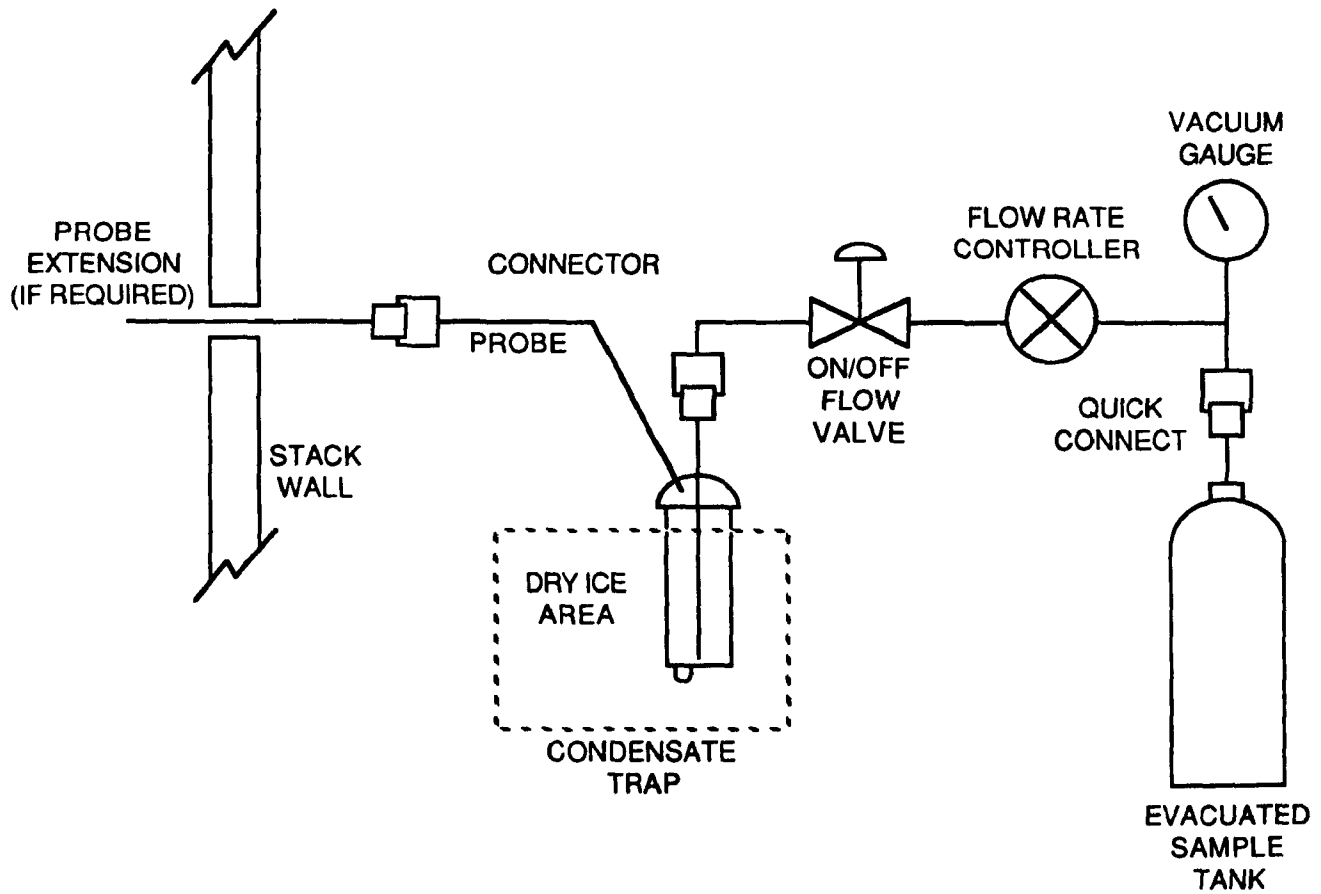 VACUUM
GAUGE
FLOW RATE
CONTROLLER
PROBE
EXTENSION
(IF REQUIRED)
CONNECTOR
PROBE
ON/OFF
FLOW
VALVE
QUICK
CONNECT
STACK
WALL
DRY ICE
AREA
CONDENSATE
TRAP
EVACUATED
SAMPLE
TANK